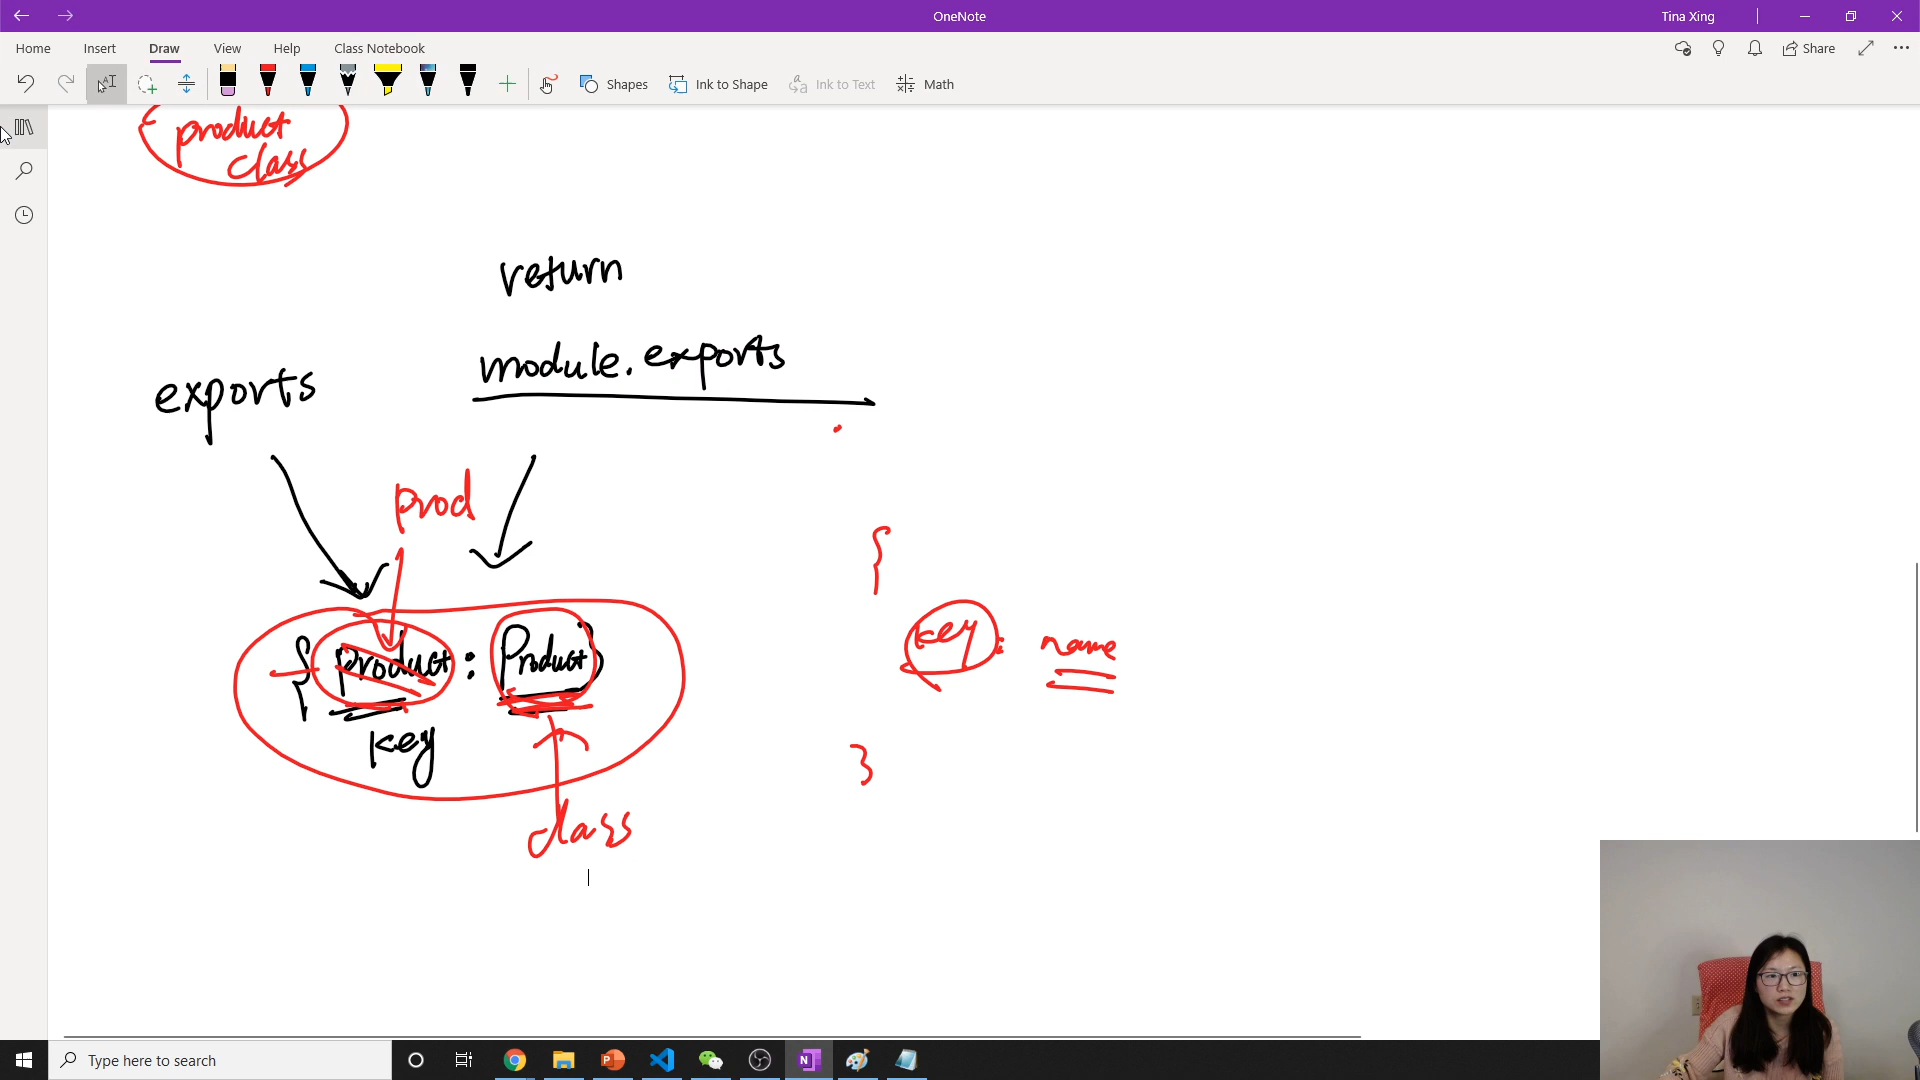 OneNote
Tina Xing
Home Insert Draw View Help Class Notebook
Share
Shapes Ink to Shape Ink to Text Math
product
class
return
module.exports
exports
prod
{
{ product : Product }
key : name
key
}
class
Type here to search